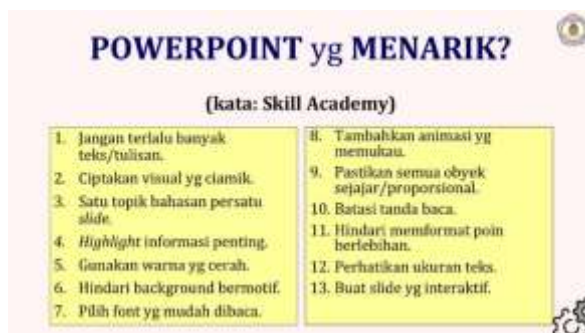 POWERPOINT yg MENARIK?
(kata: Skill Academy)
1. Jangan terlalu banyak
teks/tulisan.
2. Ciptakan visual yg ciamik.
3. Satu topik bahasan persatu
slide.
4. Highlight informasi penting.
5. Gunakan warna yg cerah.
6. Hindari background bermotif.
7. Pilih font yg mudah dibaca.
8. Tambahkan animasi yg
memukau.
9. Pastikan semua obyek
sejajar/proporsional.
10. Batasi tanda baca.
11. Hindari memformat poin
berlebihan.
12. Perhatikan ukuran teks.
13. Buat slide yg interaktif.